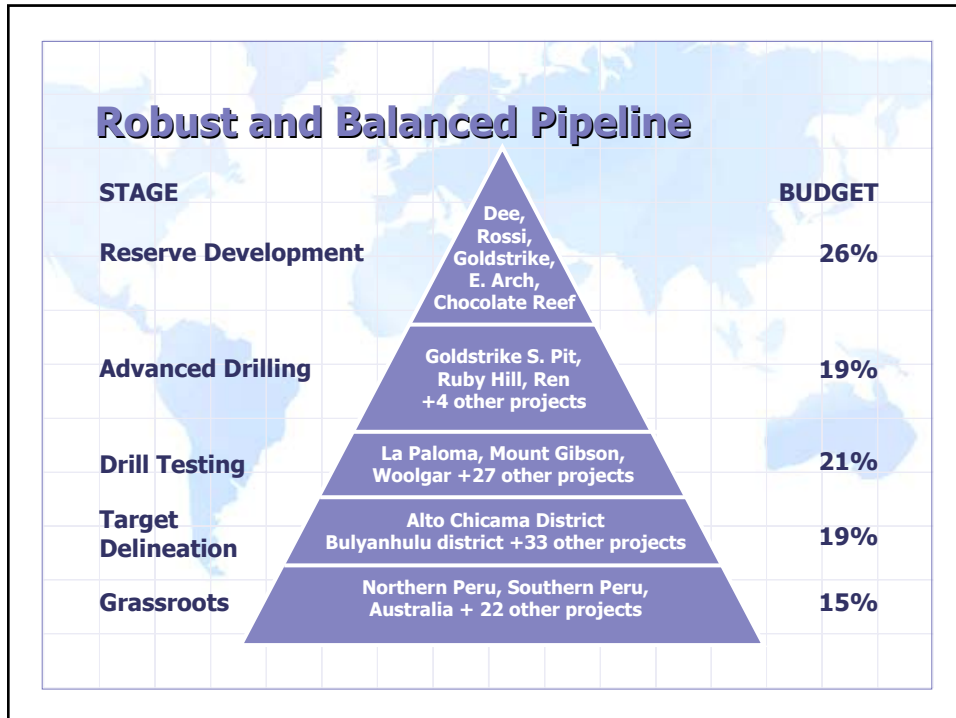 Robust and Balanced Pipeline
STAGE
BUDGET
Reserve Development
Dee,
Rossi,
Goldstrike,
E. Arch,
Chocolate Reef
26%
Advanced Drilling
Goldstrike S. Pit,
Ruby Hill, Ren
+4 other projects
19%
Drill Testing
La Paloma, Mount Gibson,
Woolgar +27 other projects
21%
Target
Delineation
Alto Chicama District
Bulyanhulu district +33 other projects
19%
Grassroots
Northern Peru, Southern Peru,
Australia + 22 other projects
15%